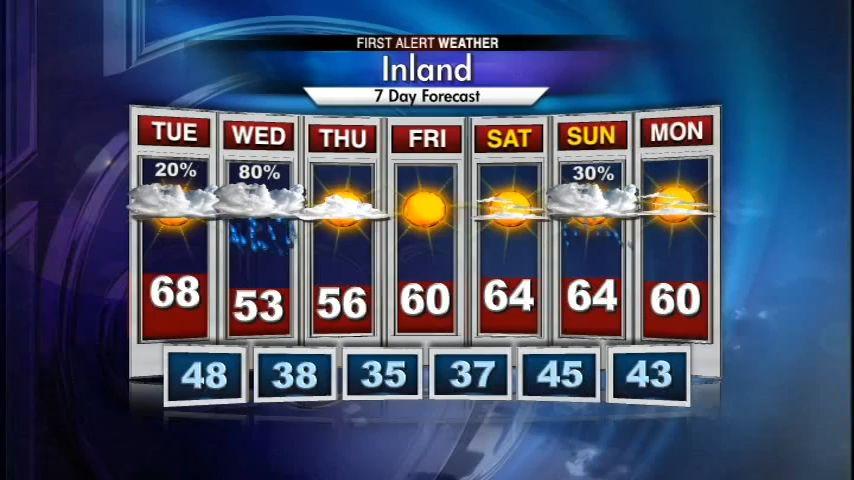 FIRST ALERT WEATHER
Inland
7 Day Forecast
TUE WED THU FRI SAT SUN MON
20% 80% 30%
68 53 56 60 64 64 60
48 38 35 37 45 43